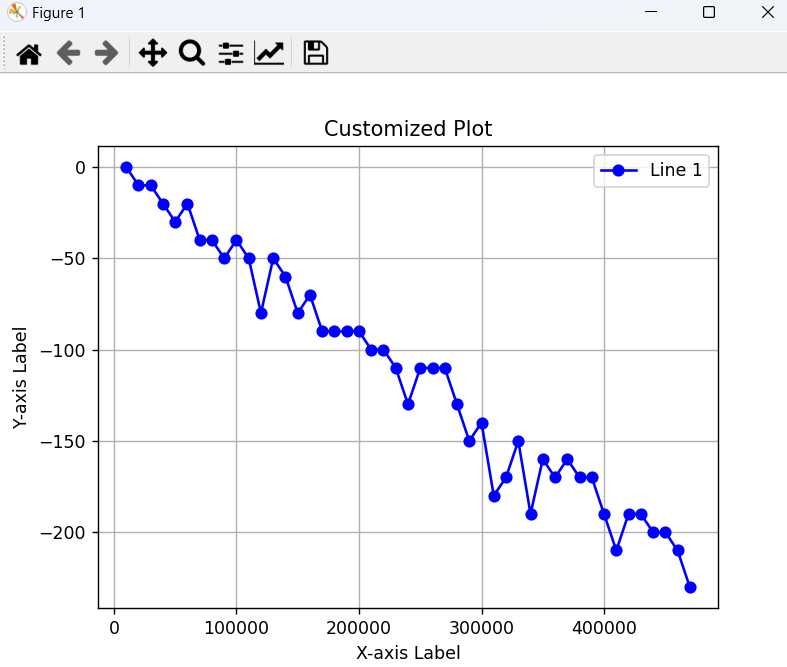 Figure 1
Customized Plot
Line 1
0
−50
−100
−150
−200
Y-axis Label
0 100000 200000 300000 400000
X-axis Label